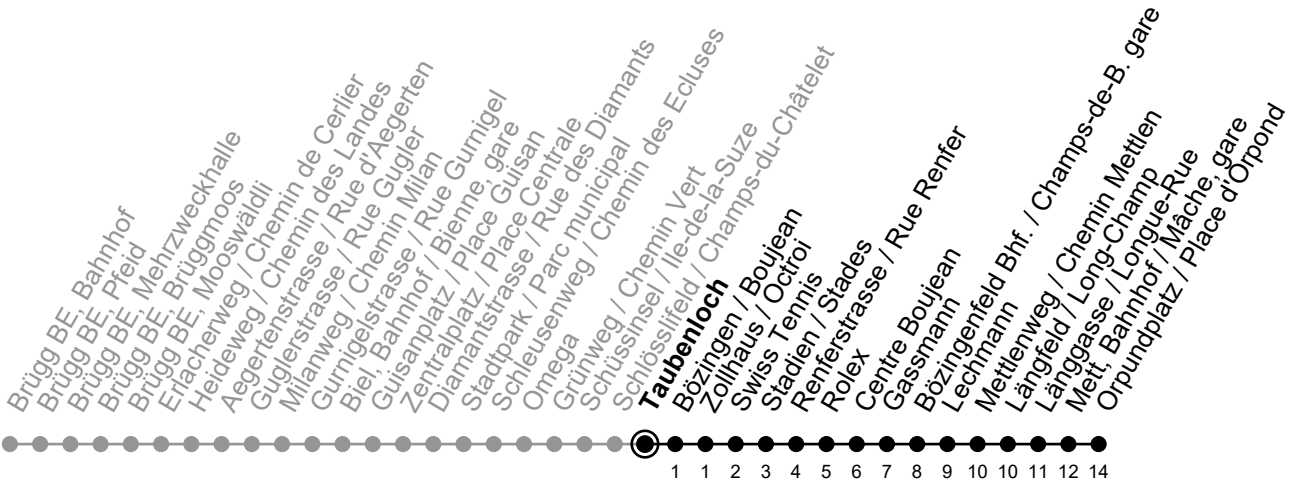 Brügg BE, Bahnhof
Brügg BE, Pfeid
Brügg BE, Mehrzweckhalle
Brügg BE, Brüggmoos
Brügg BE, Mooswäldli
Erlacherweg / Chemin de Cerlier
Heideweg / Chemin des Landes
Aegertenstrasse / Rue d'Aegerten
Guglerstrasse / Rue Gugler
Milanweg / Chemin Milan
Gurnigelstrasse / Rue Gurnigel
Biel, Bahnhof / Bienne, gare
Guisanplatz / Place Guisan
Zentralplatz / Place Centrale
Diamantstrasse / Rue des Diamants
Stadtpark / Parc municipal
Schleusenweg / Chemin des Ecluses
Omega
Grünweg / Chemin Vert
Schüssinsel / Ile-de-la-Suze
Schösslifeld / Champs-du-Châtelet
Taubenloch
Bözingen / Boujean
Zollhaus / Octroi
Swiss Tennis
Stadien / Stades
Renferstrasse / Rue Renfer
Rolex
Centre Boujean
Gassmann
Bözingenfeld Bhf. / Champs-de-B. gare
Lechmann
Mettlenweg / Chemin Mettlen
Längfeld / Long-Champ
Länggasse / Longue-Rue
Mett, Bahnhof / Mâche, gare
Orpundplatz / Place d'Orpond
1 1 2 3 4 5 6 7 8 9 10 10 11 12 14